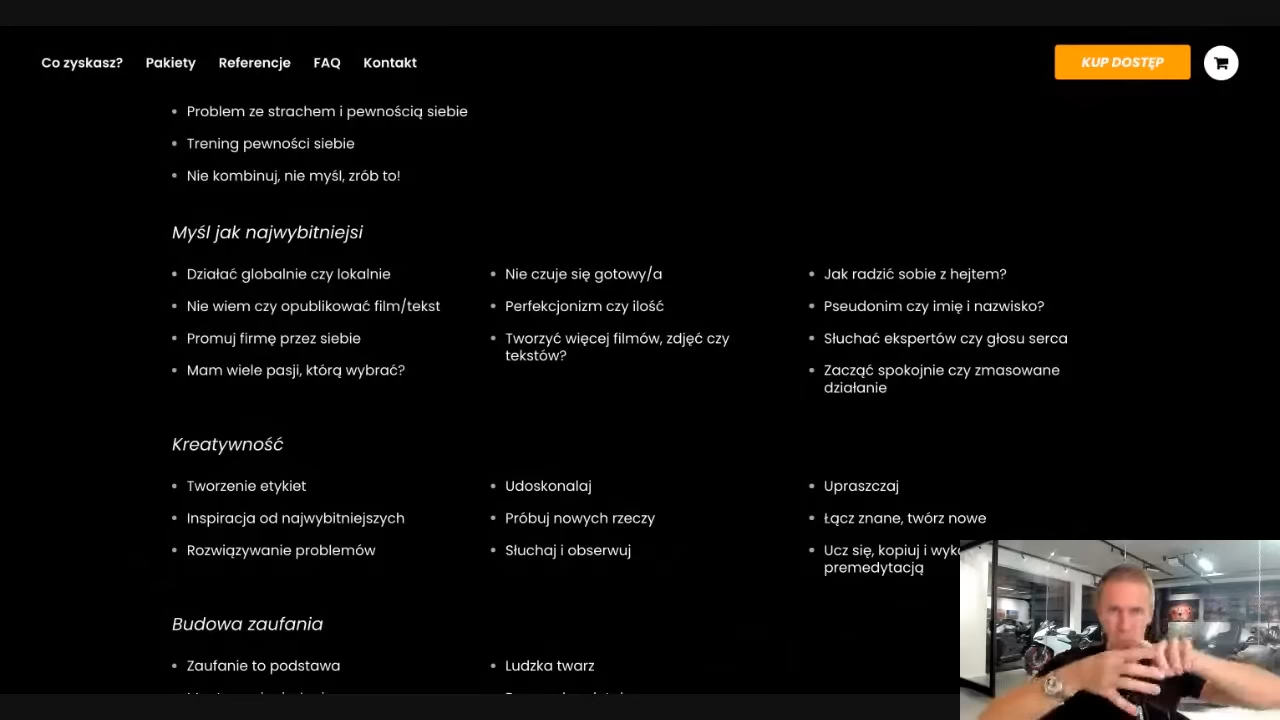 Co zyskasz? Pakiety Referencje FAQ Kontakt KUP DOSTĘP
Problem ze strachem i pewnością siebie
Trening pewności siebie
Nie kombinuj, nie myśl, zrób to!
Myśl jak najwybitniejsi
Działać globalnie czy lokalnie
Nie wiem czy opublikować film/tekst
Promuj firmę przez siebie
Mam wiele pasji, którą wybrać?
Nie czuje się gotowy/a
Perfekcjonizm czy ilość
Tworzyć więcej filmów, zdjęć czy
tekstów?
Jak radzić sobie z hejtem?
Pseudonim czy imię i nazwisko?
Słuchać ekspertów czy głosu serca
Zacząć spokojnie czy zmasowane
działanie
Kreatywność
Tworzenie etykiet
Inspiracja od najwybitniejszych
Rozwiązywanie problemów
Udoskonalaj
Próbuj nowych rzeczy
Słuchaj i obserwuj
Upraszczaj
Łącz znane, twórz nowe
Ucz się, kopiuj i
premedytacją
Budowa zaufania
Zaufanie to podstawa
Ludzka twarz